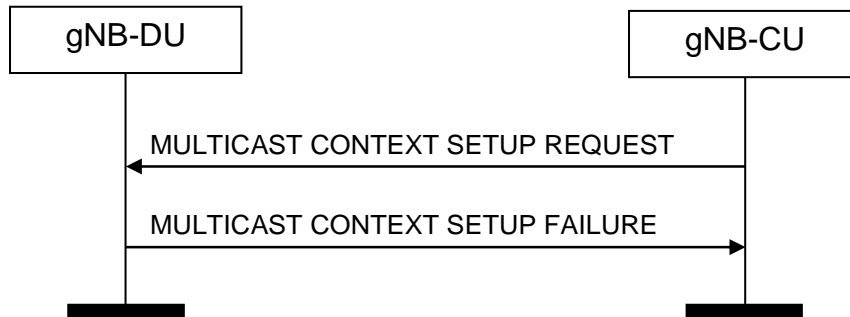 gNB-DU
gNB-CU
MULTICAST CONTEXT SETUP REQUEST
MULTICAST CONTEXT SETUP FAILURE